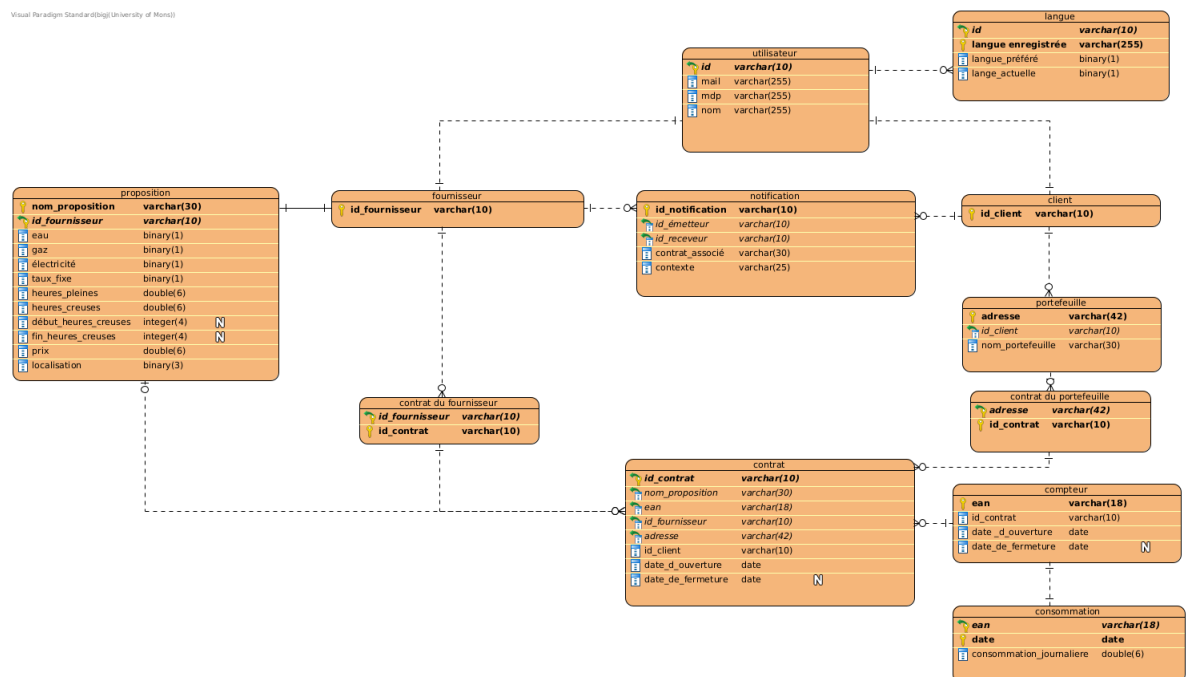 Visual Paradigm Standard(bigj(University of Mons))
langue
id varchar(10)
langue enregistrée varchar(255)
langue_préféré binary(1)
lange_actuelle binary(1)
utilisateur
id varchar(10)
mail varchar(255)
mdp varchar(255)
nom varchar(255)
proposition
nom_proposition varchar(30)
id_fournisseur varchar(10)
eau binary(1)
gaz binary(1)
électricité binary(1)
taux_fixe binary(1)
heures_pleines double(6)
heures_creuses double(6)
début_heures_creuses integer(4) N
fin_heures_creuses integer(4) N
prix double(6)
localisation binary(3)
fournisseur
id_fournisseur varchar(10)
notification
id_notification varchar(10)
id_émetteur varchar(10)
id_receveur varchar(10)
contrat_associé varchar(30)
contexte varchar(25)
client
id_client varchar(10)
portefeuille
adresse varchar(42)
id_client varchar(10)
nom_portefeuille varchar(30)
contrat du fournisseur
id_fournisseur varchar(10)
id_contrat varchar(10)
contrat du portefeuille
adresse varchar(42)
id_contrat varchar(10)
contrat
id_contrat varchar(10)
nom_proposition varchar(30)
ean varchar(18)
id_fournisseur varchar(10)
adresse varchar(42)
id_client varchar(10)
date_d_ouverture date
date_de_fermeture date N
compteur
ean varchar(18)
id_contrat varchar(10)
date _d_ouverture date
date_de_fermeture date N
consommation
ean varchar(18)
date date
consommation_journaliere double(6)